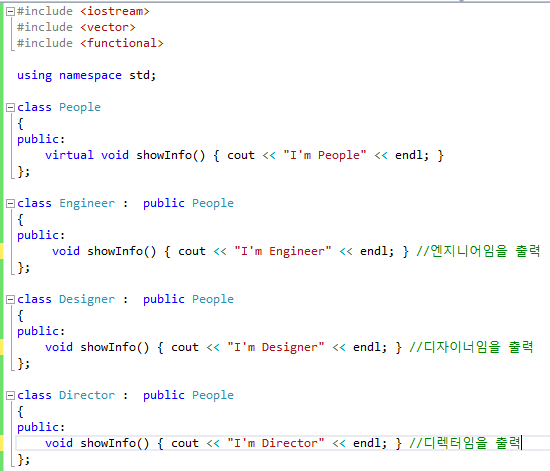 #include <iostream>
#include <vector>
#include <functional>
using namespace std;
class People
{
public:
    virtual void showInfo() { cout << "I'm People" << endl; }
};
class Engineer :  public People
{
public:
     void showInfo() { cout << "I'm Engineer" << endl; } //엔지니어임을 출력
};
class Designer :  public People
{
public:
    void showInfo() { cout << "I'm Designer" << endl; } //디자이너임을 출력
};
class Director :  public People
{
public:
    void showInfo() { cout << "I'm Director" << endl; } //디렉터임을 출력
};